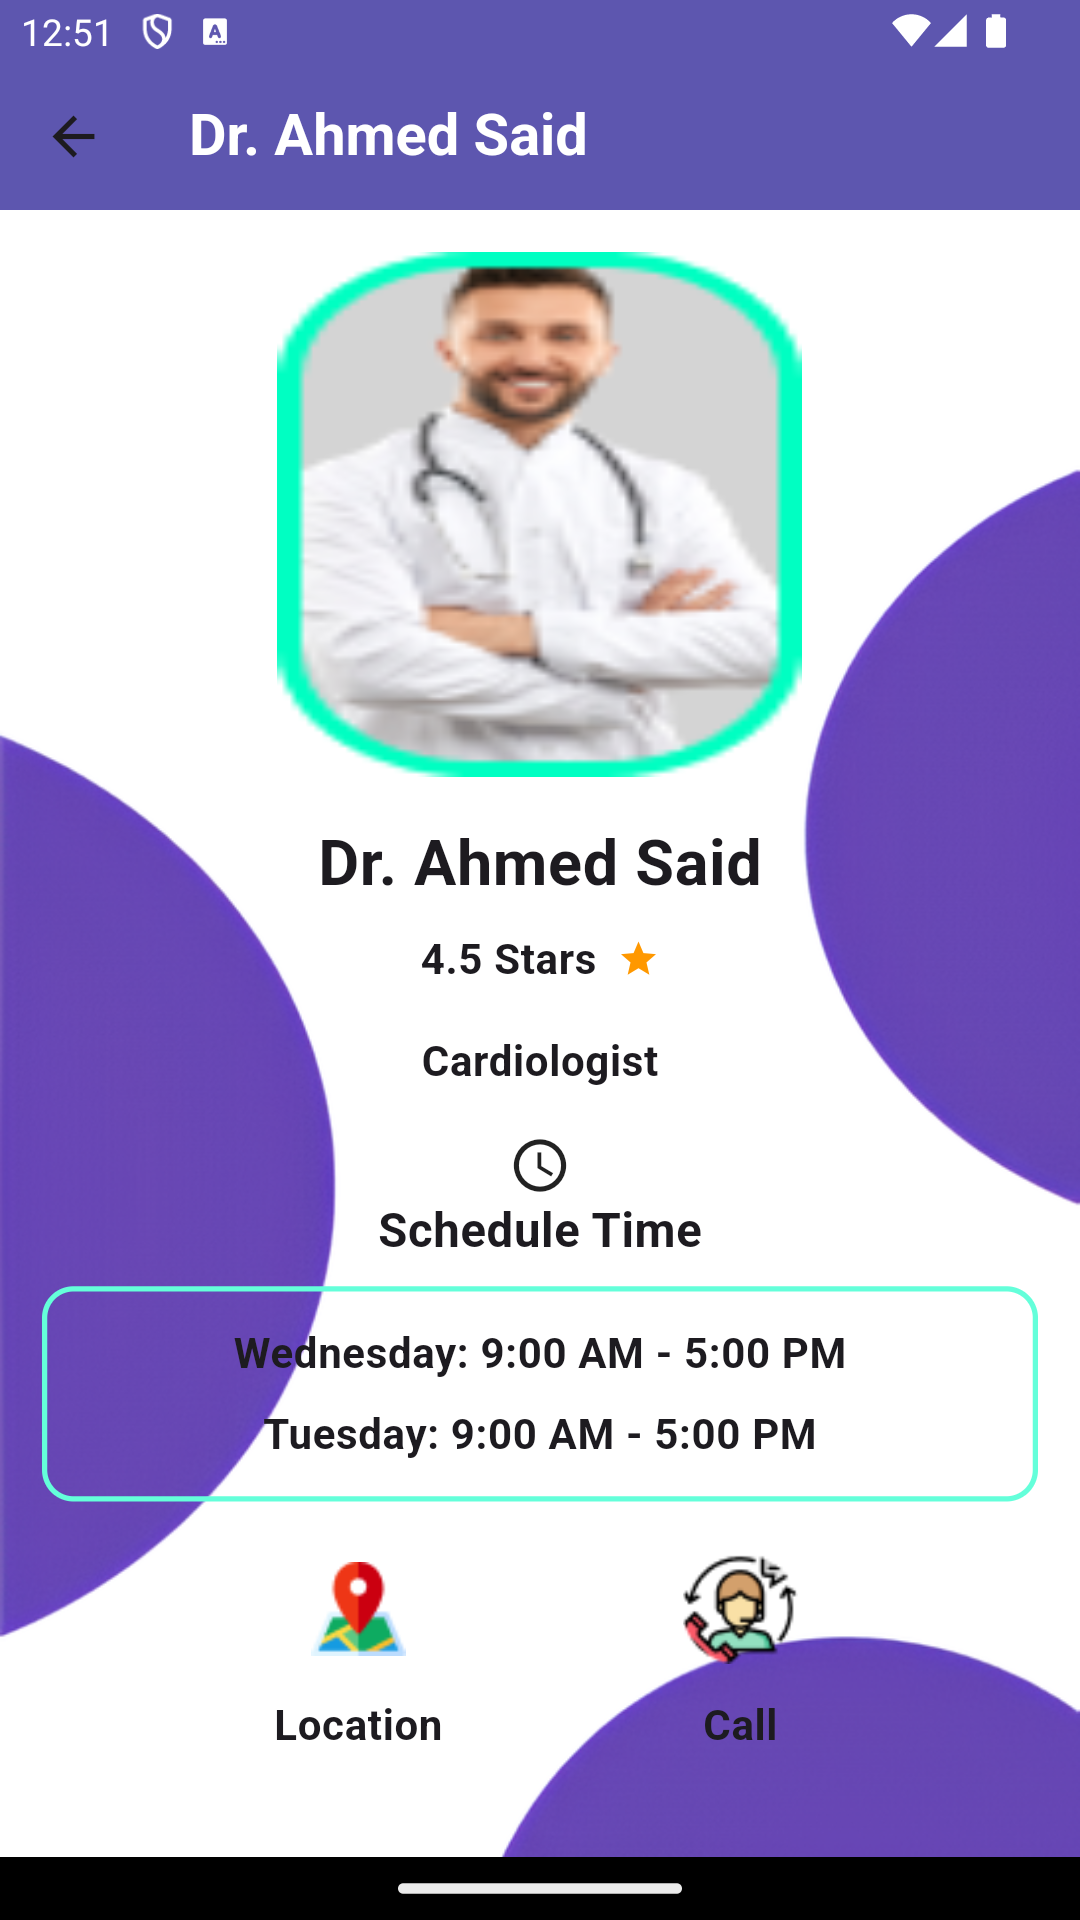 12:51
Dr. Ahmed Said
Dr. Ahmed Said
4.5 Stars
Cardiologist
Schedule Time
Wednesday: 9:00 AM - 5:00 PM
Tuesday: 9:00 AM - 5:00 PM
Location
Call